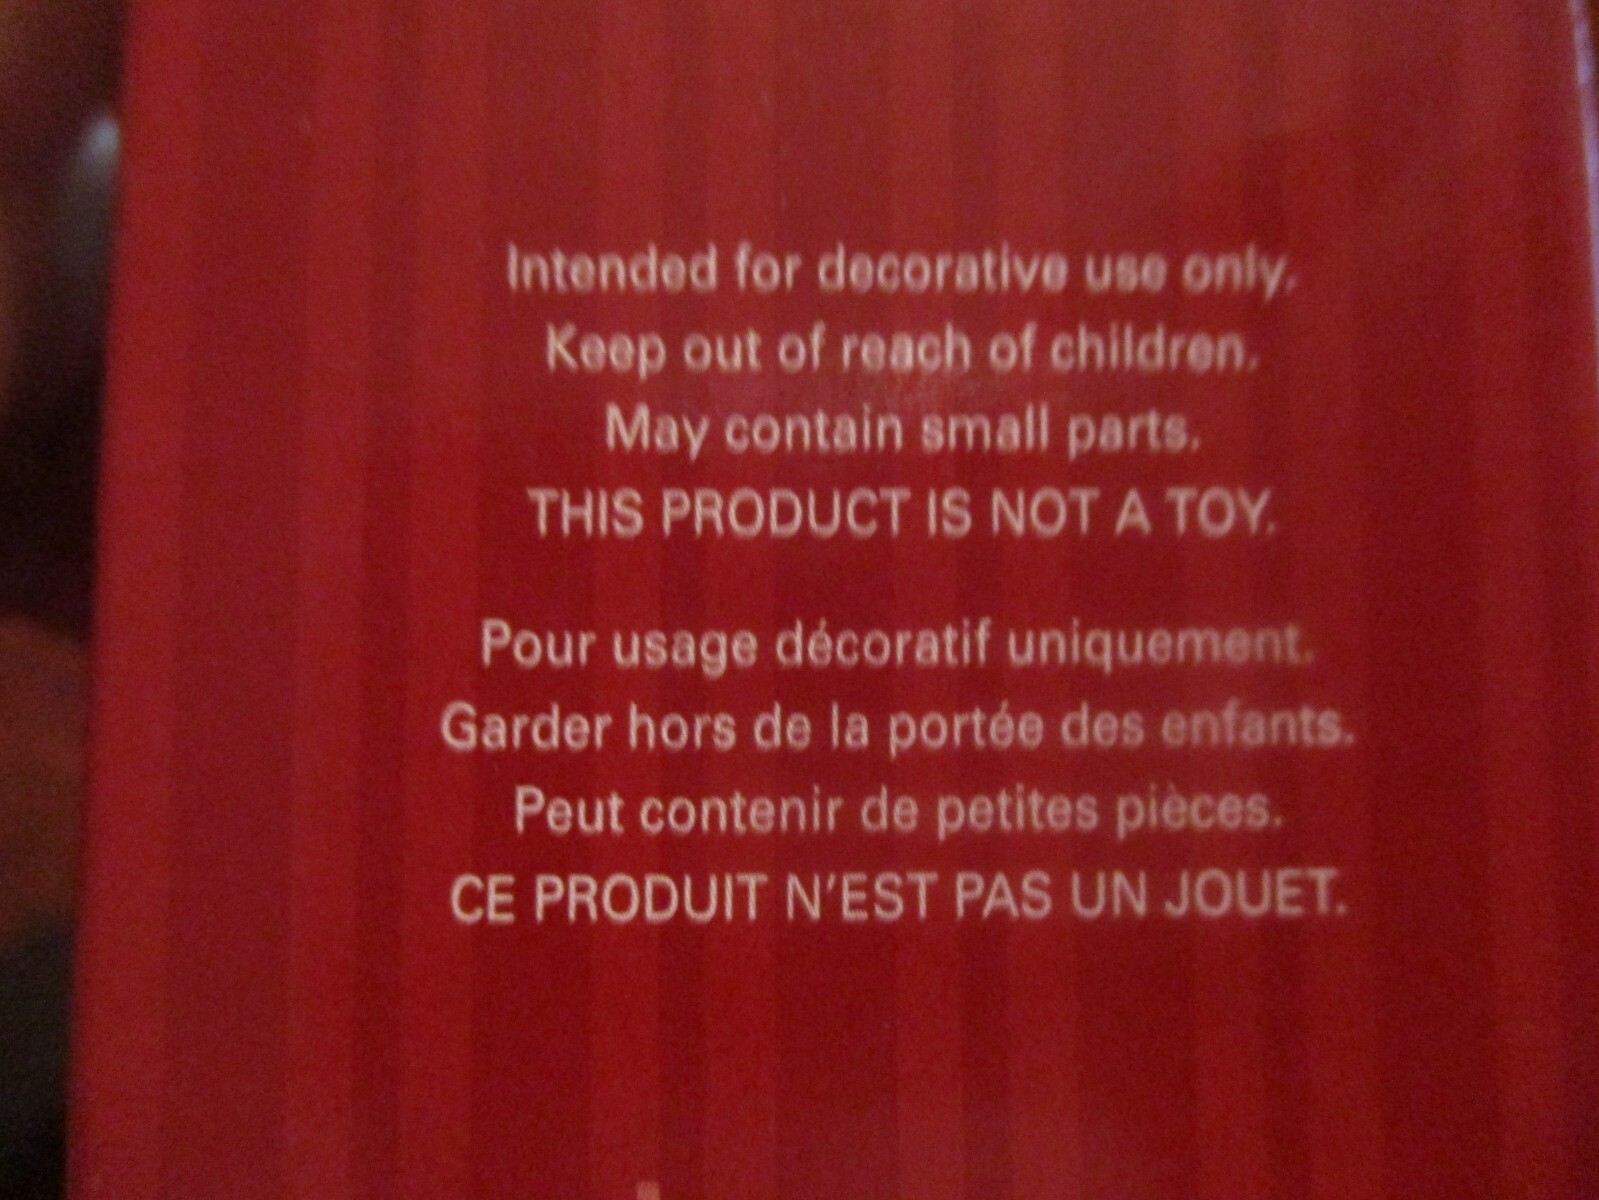 Intended for decorative use only.
Keep out of reach of children.
May contain small parts.
THIS PRODUCT IS NOT A TOY.
Pour usage décoratif uniquement.
Garder hors de la portée des enfants.
Peut contenir de petites pièces.
CE PRODUIT N'EST PAS UN JOUET.